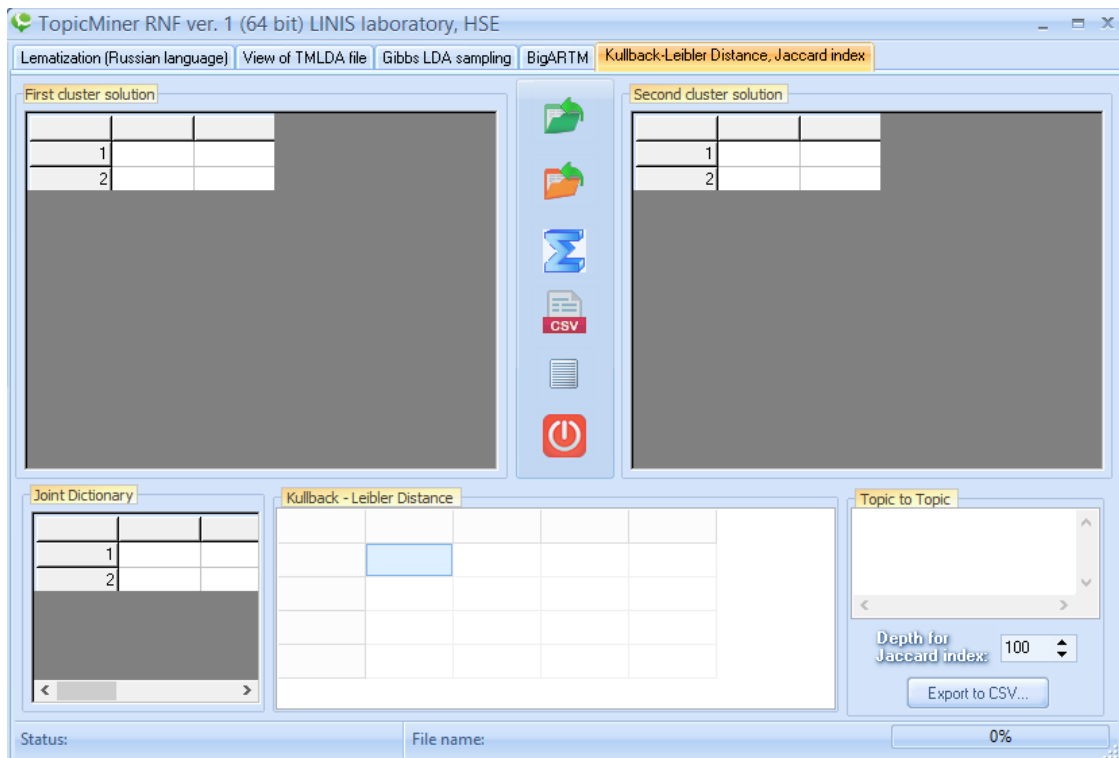 TopicMiner RNF ver. 1 (64 bit) LINIS laboratory, HSE
Lematization (Russian language) View of TMLDA file Gibbs LDA sampling BigARTM Kullback-Leibler Distance, Jaccard index
First cluster solution
1
2
CSV
Second cluster solution
1
2
Joint Dictionary
1
2
Kullback - Leibler Distance
Topic to Topic
Depth for
Jaccard index: 100
Export to CSV...
Status: File name: 0%